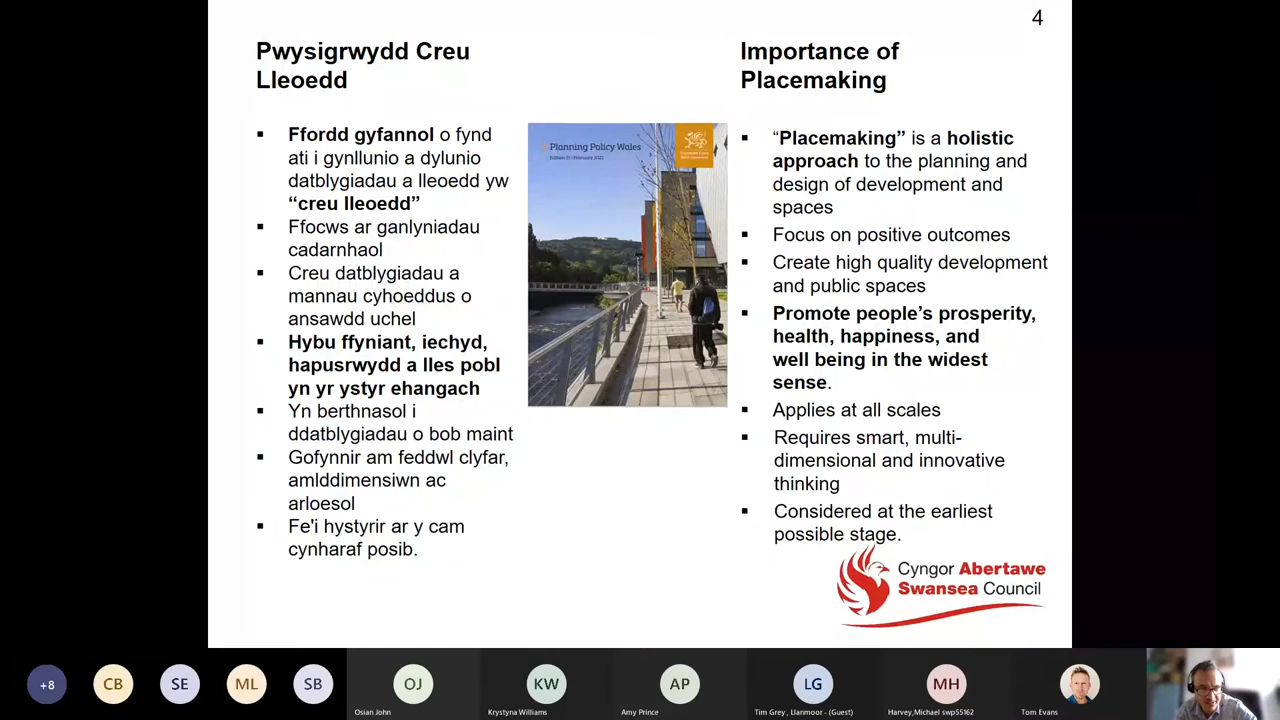 4
Pwysigrwydd Creu
Lleoedd
▪ Ffordd gyfannol o fynd
ati i gynllunio a dylunio
datblygiadau a lleoedd yw
“creu lleoedd”
▪ Ffocws ar ganlyniadau
cadarnhaol
▪ Creu datblygiadau a
mannau cyhoeddus o
ansawdd uchel
▪ Hybu ffyniant, iechyd,
hapusrwydd a lles pobl
yn yr ystyr ehangach
▪ Yn berthnasol i
ddatblygiadau o bob maint
▪ Gofynnir am feddwl clyfar,
amlddimensiwn ac
arloesol
▪ Fe'i hystyrir ar y cam
cynharaf posib.
Planning Policy Wales
Importance of
Placemaking
▪ “Placemaking” is a holistic
approach to the planning and
design of development and
spaces
▪ Focus on positive outcomes
▪ Create high quality development
and public spaces
▪ Promote people’s prosperity,
health, happiness, and
well being in the widest
sense.
▪ Applies at all scales
▪ Requires smart, multi-
dimensional and innovative
thinking
▪ Considered at the earliest
possible stage.
Cyngor Abertawe
Swansea Council
+8
CB
SE
ML
SB
OJ
KW
AP
LG
MH
Osian John
Krystyna Williams
Amy Prince
Tim Grey , Llanmoor - (Guest)
Harvey,Michael swp55162
Tom Evans